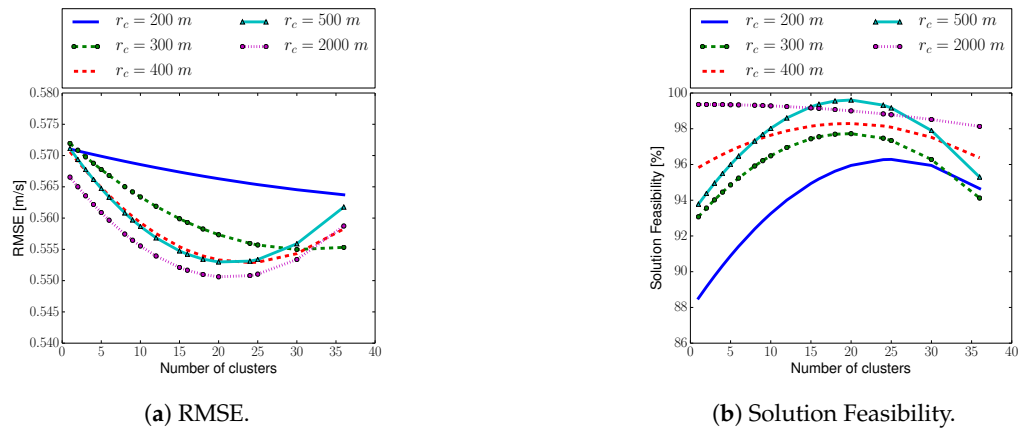 r_c = 200 m
r_c = 300 m
r_c = 400 m
r_c = 500 m
r_c = 2000 m
0.580
0.575
0.570
0.565
0.560
0.555
0.550
0.545
0.540
RMSE [m/s]
0 5 10 15 20 25 30 35 40
Number of clusters
(a) RMSE.
r_c = 200 m
r_c = 300 m
r_c = 400 m
r_c = 500 m
r_c = 2000 m
100
98
96
94
92
90
88
86
Solution Feasibility [%]
0 5 10 15 20 25 30 35 40
Number of clusters
(b) Solution Feasibility.